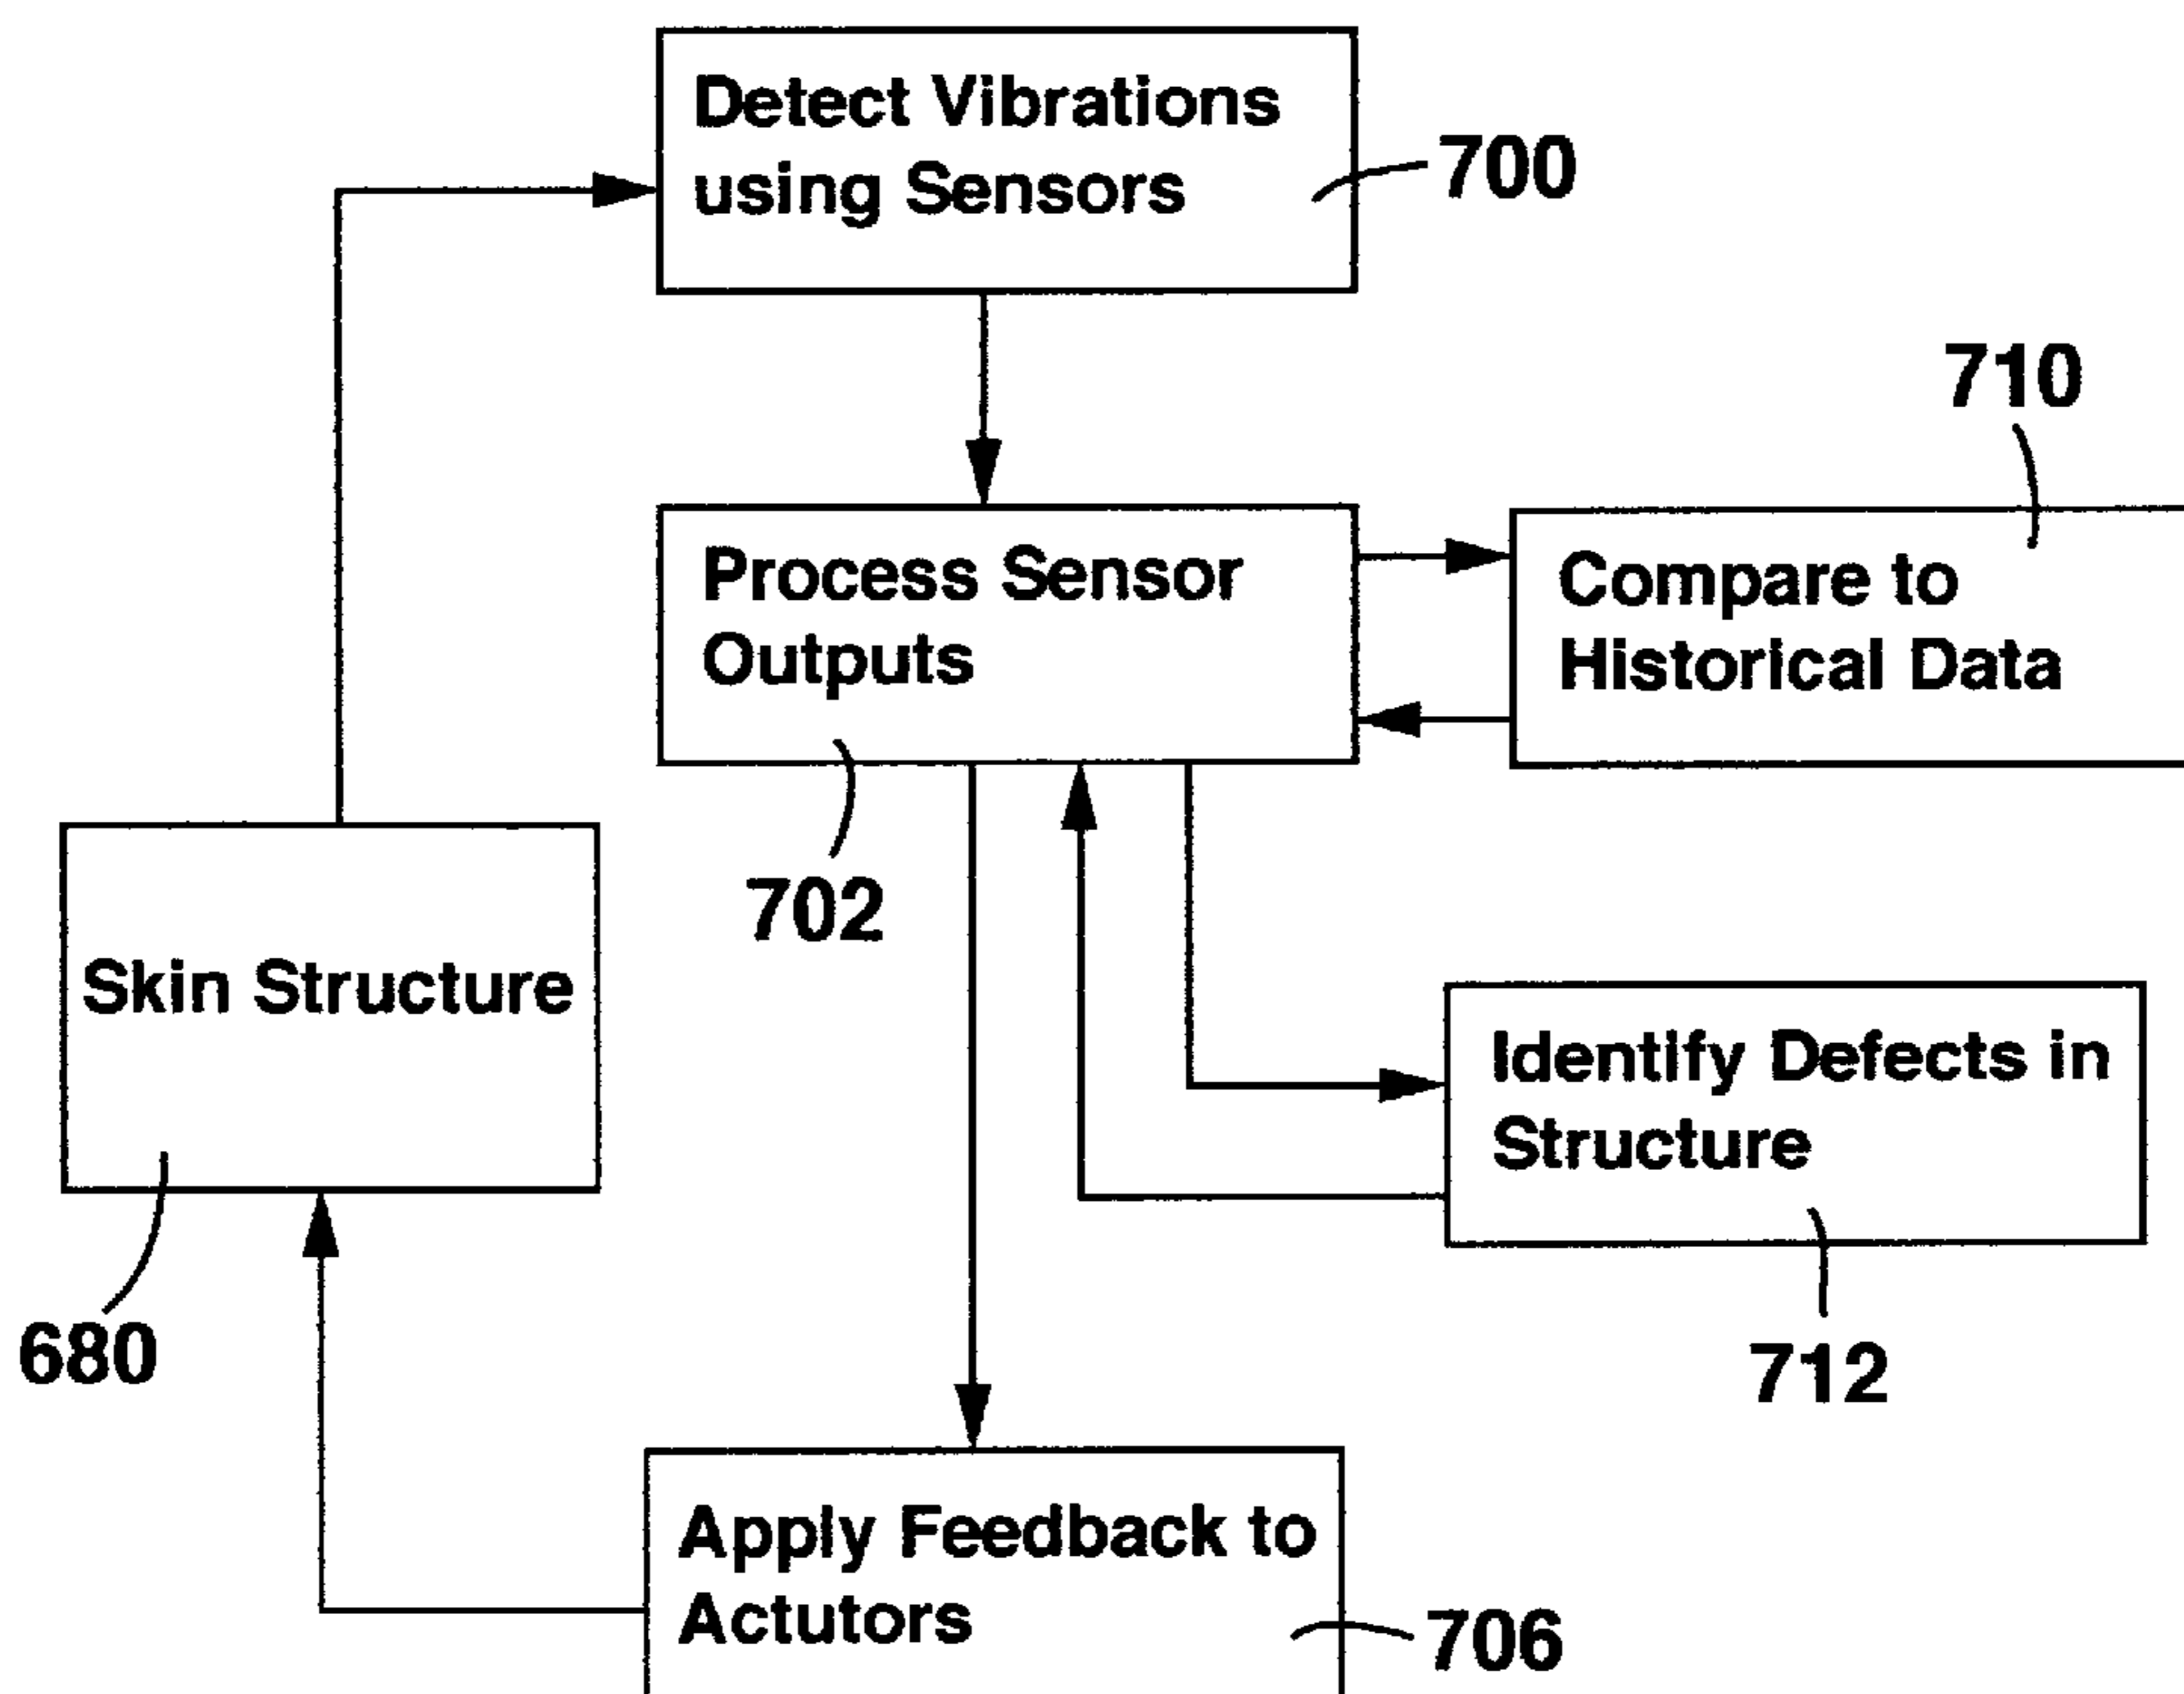 Detect Vibrations
using Sensors
700
710
Process Sensor
Outputs
Compare to
Historical Data
702
Skin Structure
Identify Defects in
Structure
680
712
Apply Feedback to
Actutors
706